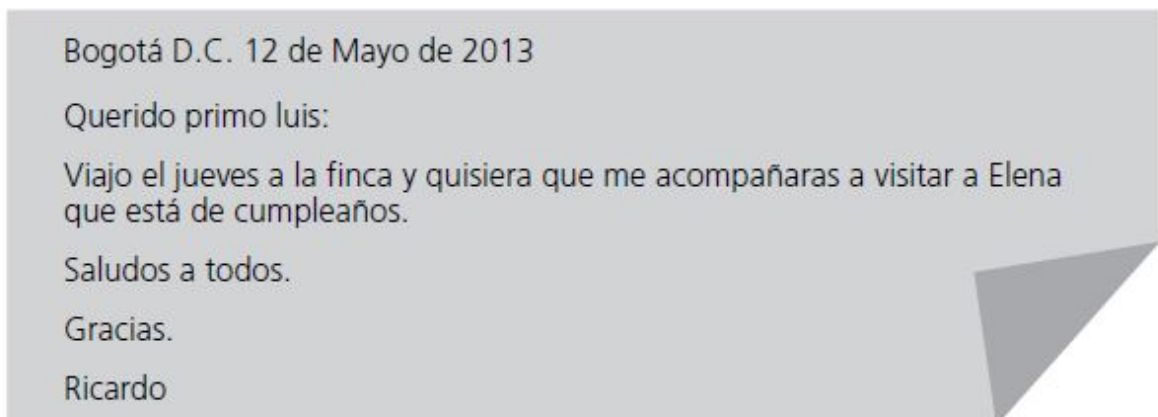 Bogotá D.C. 12 de Mayo de 2013
Querido primo luis:
Viajo el jueves a la finca y quisiera que me acompañaras a visitar a Elena
que está de cumpleaños.
Saludos a todos.
Gracias.
Ricardo